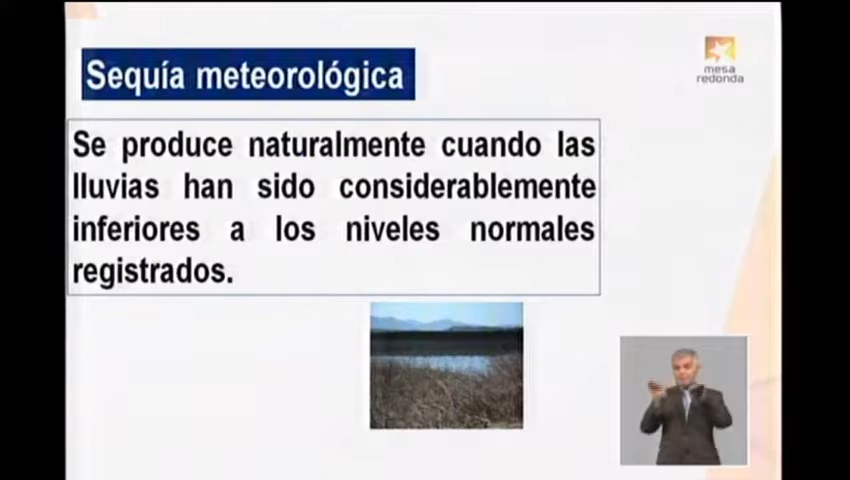 Sequía meteorológica
mesa
redonda
Se produce naturalmente cuando las
lluvias han sido considerablemente
inferiores a los niveles normales
registrados.